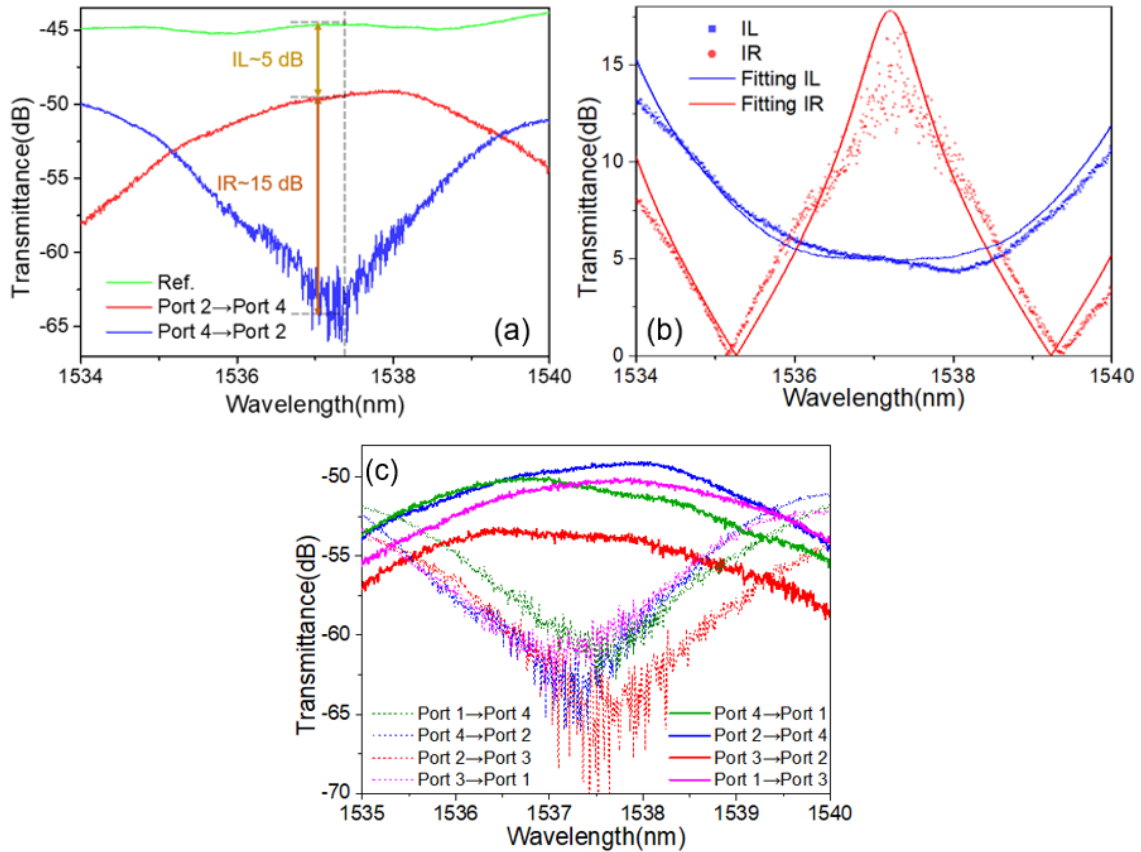 -45
-50
-55
-60
-65
Transmittance(dB)
IL~5 dB
IR~15 dB
Ref.
Port 2→Port 4
Port 4→Port 2
(a)
1534
1536
1538
1540
Wavelength(nm)
15
10
5
0
Transmittance(dB)
IL
IR
Fitting IL
Fitting IR
(b)
1534
1536
1538
1540
Wavelength(nm)
(c)
-50
-55
-60
-65
-70
Transmittance(dB)
Port 1→Port 4
Port 4→Port 2
Port 2→Port 3
Port 3→Port 1
Port 4→Port 1
Port 2→Port 4
Port 3→Port 2
Port 1→Port 3
1535
1536
1537
1538
1539
1540
Wavelength(nm)